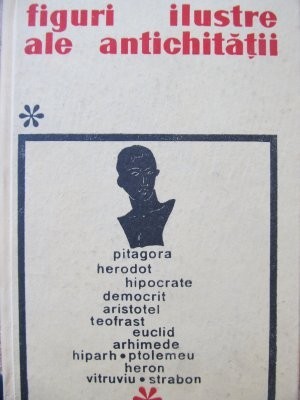 figuri ilustre
ale antichității
*
pitagora
herodot
hipocrate
democrit
aristotel
teofrast
euclid
arhimede
hiparh • ptolemeu
heron
vitruviu • strabon
*